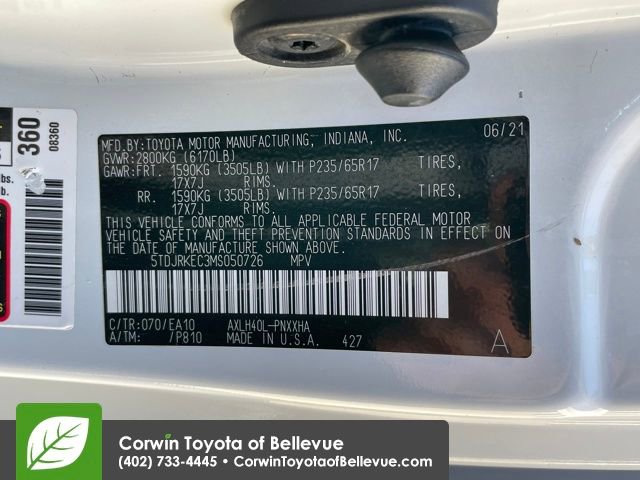 360
08360
lbs.
lb.
MFD.BY:TOYOTA MOTOR MANUFACTURING, INDIANA, INC. 06/21
GVWR:2800KG (6170LB)
GAWR:FRT. 1590KG (3505LB) WITH P235/65R17 TIRES,
17X7J RIMS.
RR. 1590KG (3505LB) WITH P235/65R17 TIRES,
17X7J RIMS.
THIS VEHICLE CONFORMS TO ALL APPLICABLE FEDERAL MOTOR
VEHICLE SAFETY AND THEFT PREVENTION STANDARDS IN EFFECT ON
THE DATE OF MANUFACTURE SHOWN ABOVE.
5TDJRKEC3MS050726 MPV
C/TR:070/EA10 AXLH40L-PNXXHA
A/TM: /P810 MADE IN U.S.A. 427 A
Corwin Toyota of Bellevue
(402) 733-4445 • CorwinToyotaofBellevue.com